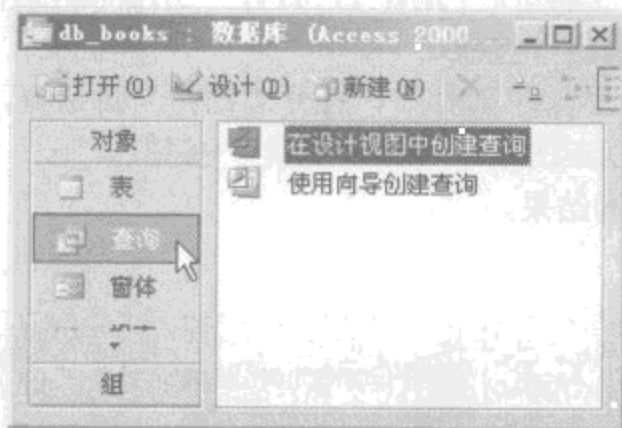 db_books : 数据库 (Access 2000 ...
打开(O) 设计(D) 新建(N)
对象
表
查询
窗体
组
在设计视图中创建查询
使用向导创建查询